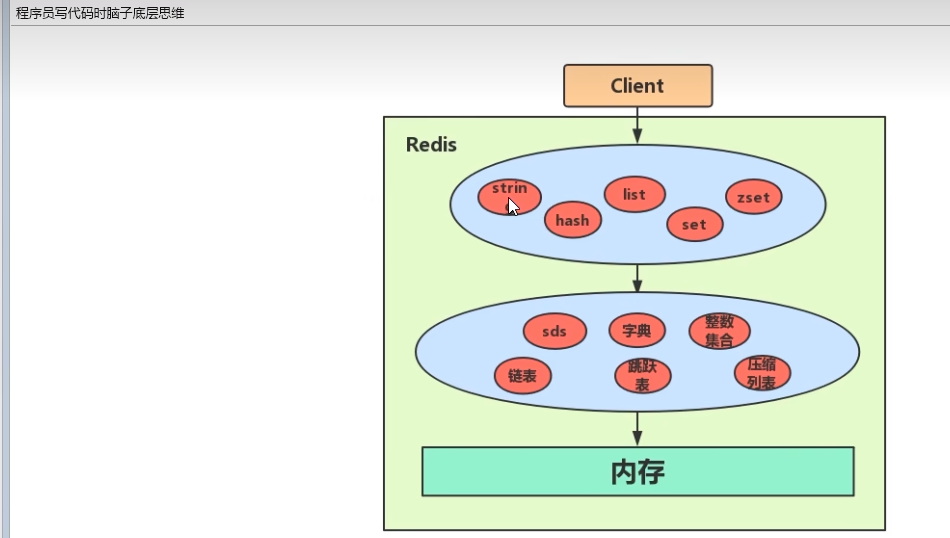 程序员写代码时脑子底层思维
Client
Redis
strin
list
zset
hash
set
sds
字典
整数
集合
链表
跳跃
表
压缩
列表
内存